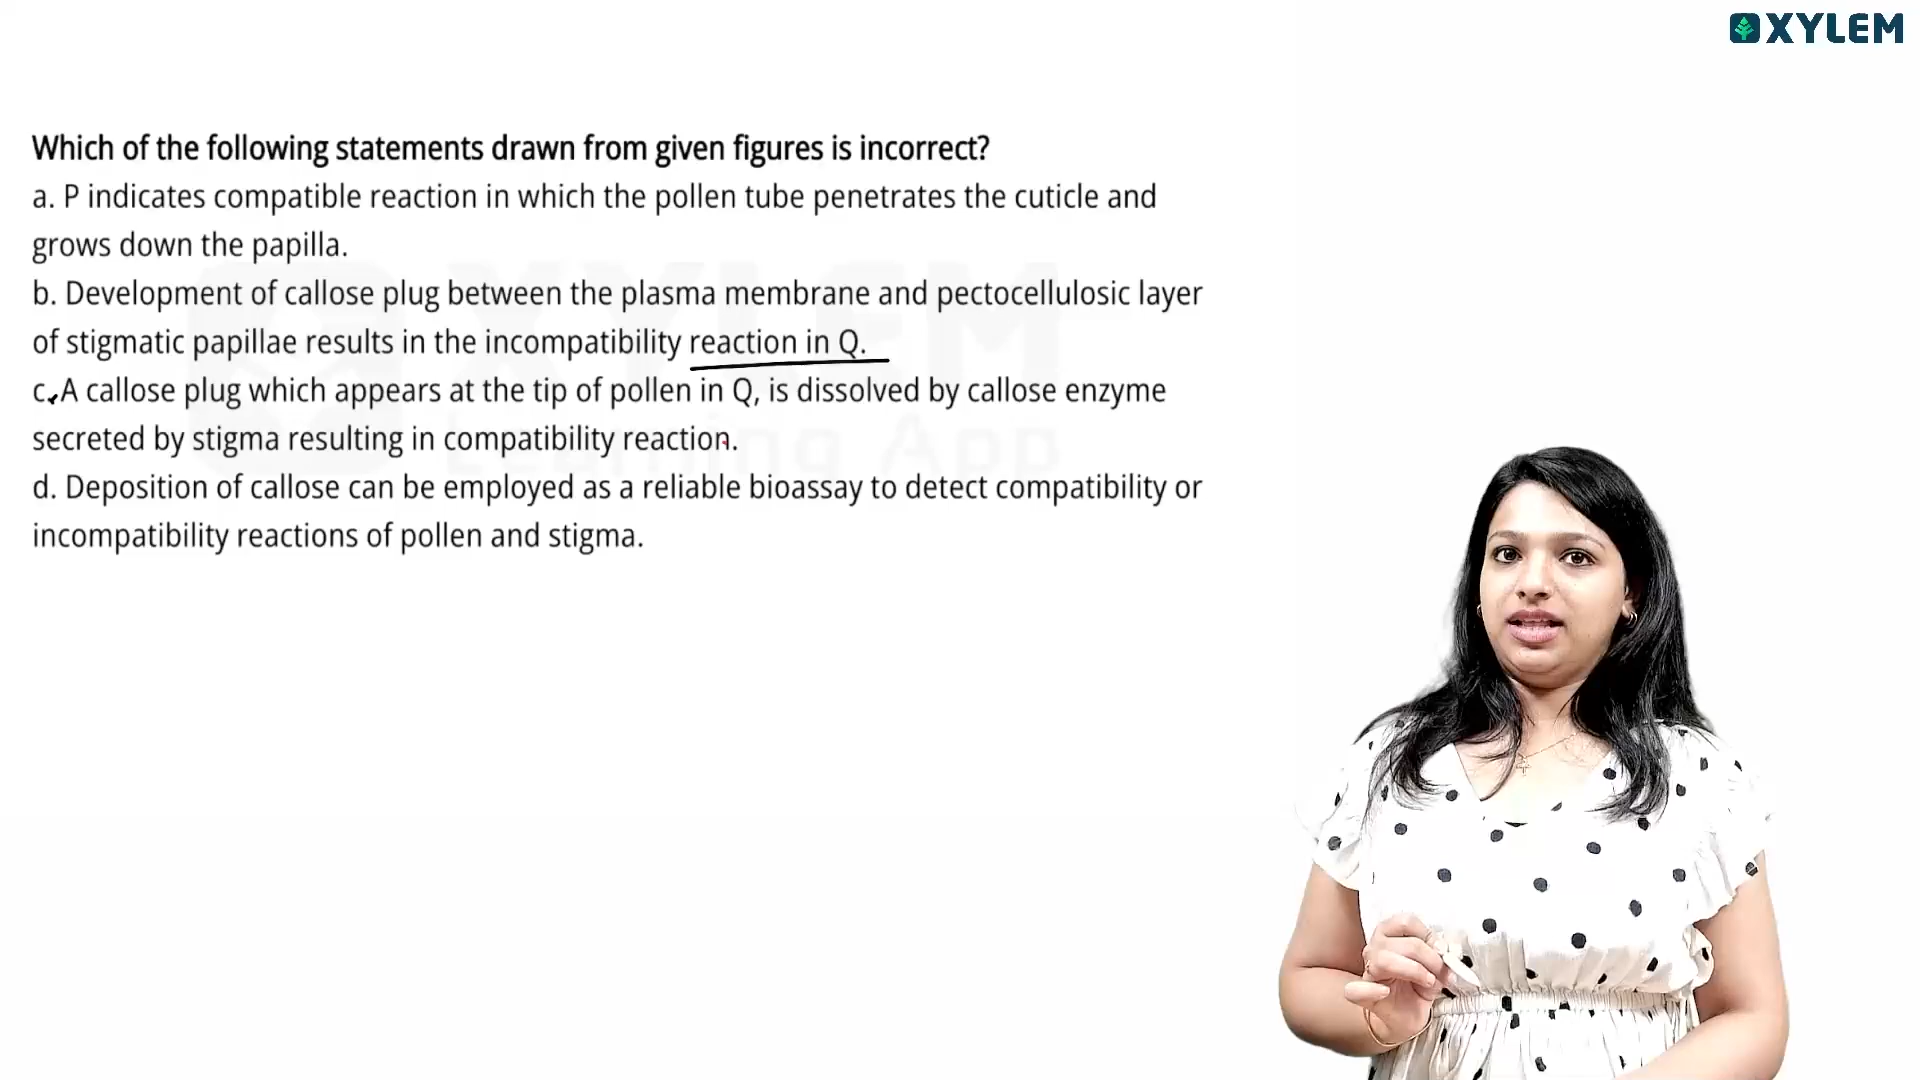 XYLEM
Which of the following statements drawn from given figures is incorrect?
a. P indicates compatible reaction in which the pollen tube penetrates the cuticle and
grows down the papilla.
b. Development of callose plug between the plasma membrane and pectocellulosic layer
of stigmatic papillae results in the incompatibility reaction in Q.
c. A callose plug which appears at the tip of pollen in Q, is dissolved by callose enzyme
secreted by stigma resulting in compatibility reaction.
d. Deposition of callose can be employed as a reliable bioassay to detect compatibility or
incompatibility reactions of pollen and stigma.
XYLEM
Learning App